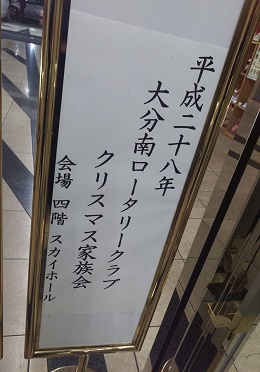 平成二十八年
大分南ロータリークラブ
クリスマス家族会
会場 四階 スカイホール